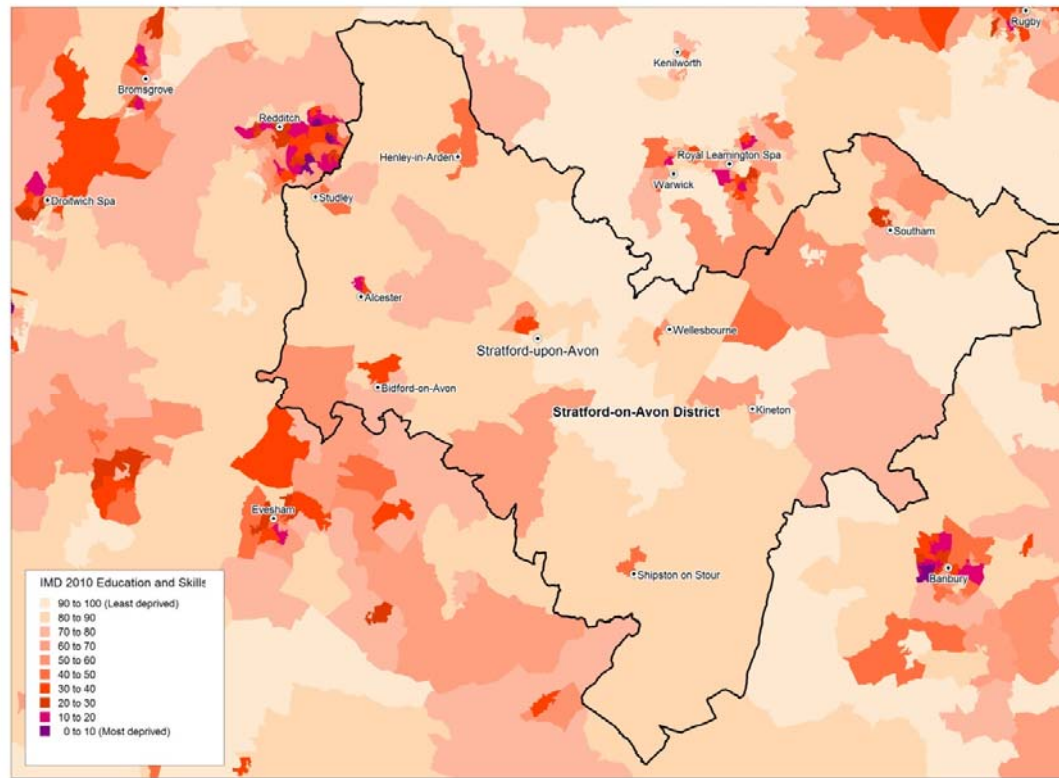 Rugby
Kenilworth
Bromsgrove
Redditch
Henley-in-Arden
Royal Leamington Spa
Warwick
Studley
Droitwich Spa
Southam
Alcester
Wellesbourne
Stratford-upon-Avon
Bidford-on-Avon
Stratford-on-Avon District
Kineton
Evesham
Banbury
Shipston on Stour
IMD 2010 Education and Skills
90 to 100 (Least deprived)
80 to 90
70 to 80
60 to 70
50 to 60
40 to 50
30 to 40
20 to 30
10 to 20
0 to 10 (Most deprived)